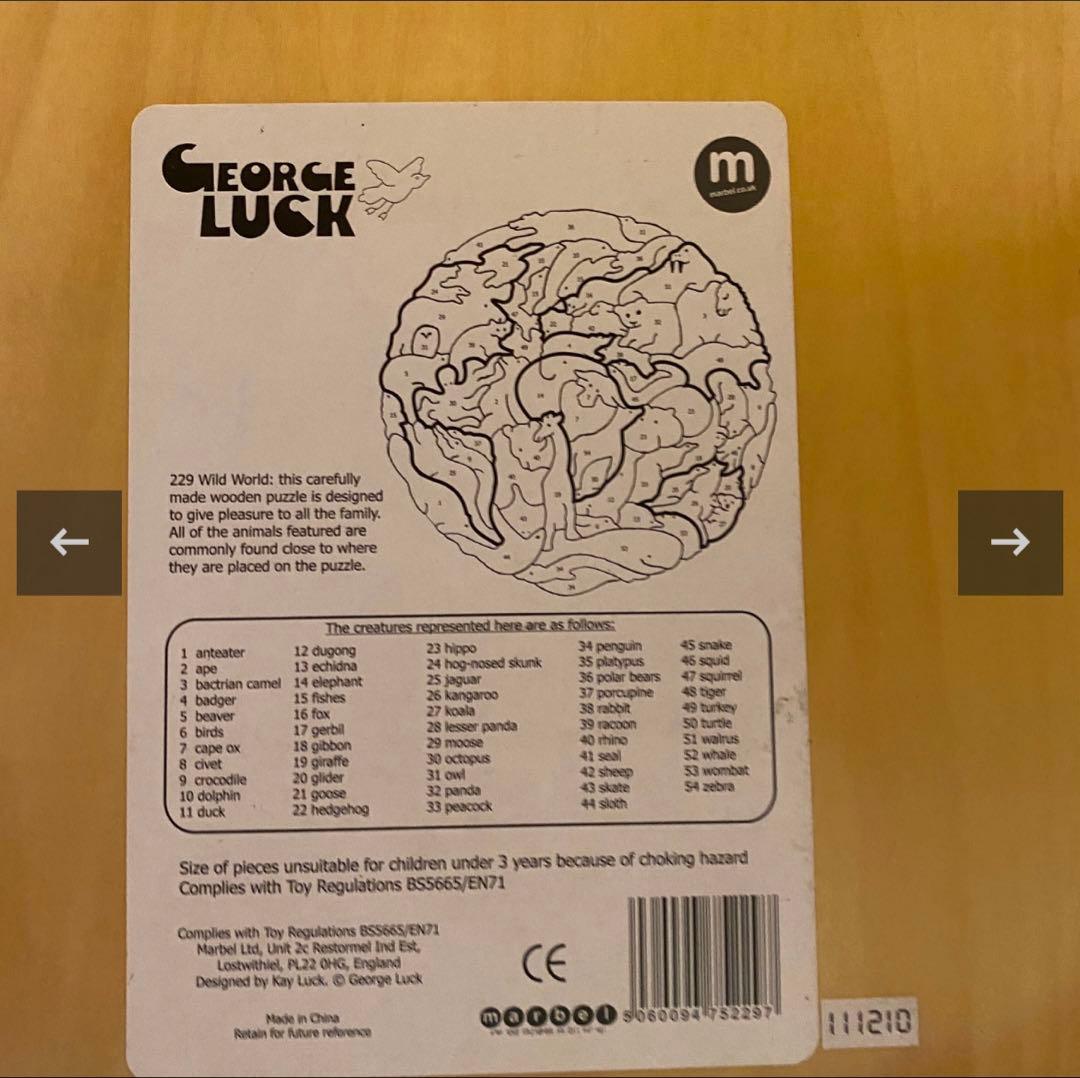 GEORGE
LUCK
m
marbel.co.uk
229 Wild World: this carefully
made wooden puzzle is designed
to give pleasure to all the family.
All of the animals featured are
commonly found close to where
they are placed on the puzzle.
The creatures represented here are as follows:
1 anteater
2 ape
3 bactrian camel
4 badger
5 beaver
6 birds
7 cape ox
8 civet
9 crocodile
10 dolphin
11 duck
12 dugong
13 echidna
14 elephant
15 fishes
16 fox
17 gerbil
18 gibbon
19 giraffe
20 glider
21 goose
22 hedgehog
23 hippo
24 hog-nosed skunk
25 jaguar
26 kangaroo
27 koala
28 lesser panda
29 moose
30 octopus
31 owl
32 panda
33 peacock
34 penguin
35 platypus
36 polar bears
37 porcupine
38 rabbit
39 racoon
40 rhino
41 seal
42 sheep
43 skate
44 sloth
45 snake
46 squid
47 squirrel
48 tiger
49 turkey
50 turtle
51 walrus
52 whale
53 wombat
54 zebra
Size of pieces unsuitable for children under 3 years because of choking hazard
Complies with Toy Regulations BS5665/EN71
Complies with Toy Regulations BS5665/EN71
Marbel Ltd, Unit 2c Restormel Ind Est,
Lostwithiel, PL22 0HG, England
Designed by Kay Luck. © George Luck
Made in China
Retain for future reference
CE
marbel
5 060094 752297
111210